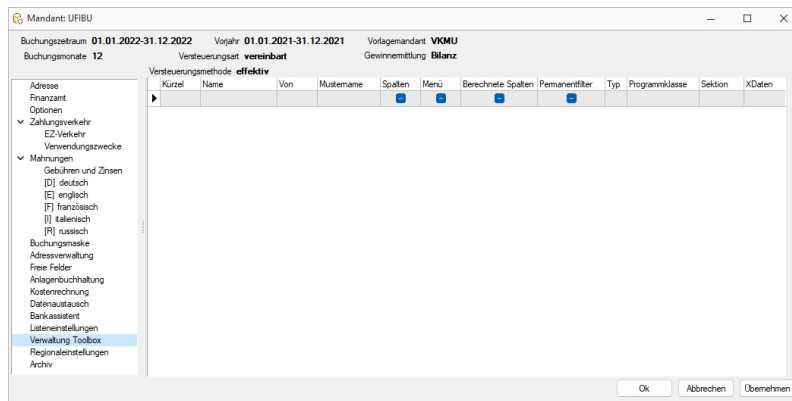 Mandant: UFIBU
Buchungszeitraum 01.01.2022-31.12.2022 Vorjahr 01.01.2021-31.12.2021 Vorlagemandant VKMU
Buchungsmonate 12 Versteuerungsart vereinbart Gewinnermittlung Bilanz
Versteuerungsmethode effektiv
Kürzel Name Von Mustername Spalten Menü Berechnete Spalten Permanentfilter Typ Programmklasse Sektion XDaten
Adresse
Finanzamt
Optionen
Zahlungsverkehr
EZ-Verkehr
Verwendungszwecke
Mahnungen
Gebühren und Zinsen
[D] deutsch
[E] englisch
[F] französisch
[I] italienisch
[R] russisch
Buchungsmaske
Adressverwaltung
Freie Felder
Anlagenbuchhaltung
Kostenrechnung
Datenaustausch
Bankassistent
Listeneinstellungen
Verwaltung Toolbox
Regionaleinstellungen
Archiv
Ok Abbrechen Übernehmen